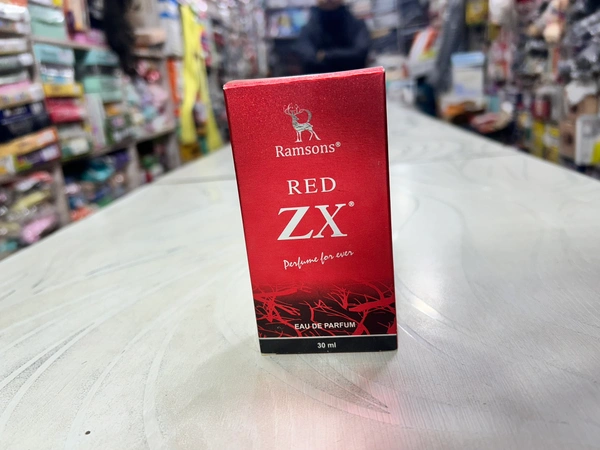 Ramsons®
RED
ZX®
Perfume for ever
EAU DE PARFUM
30 ml